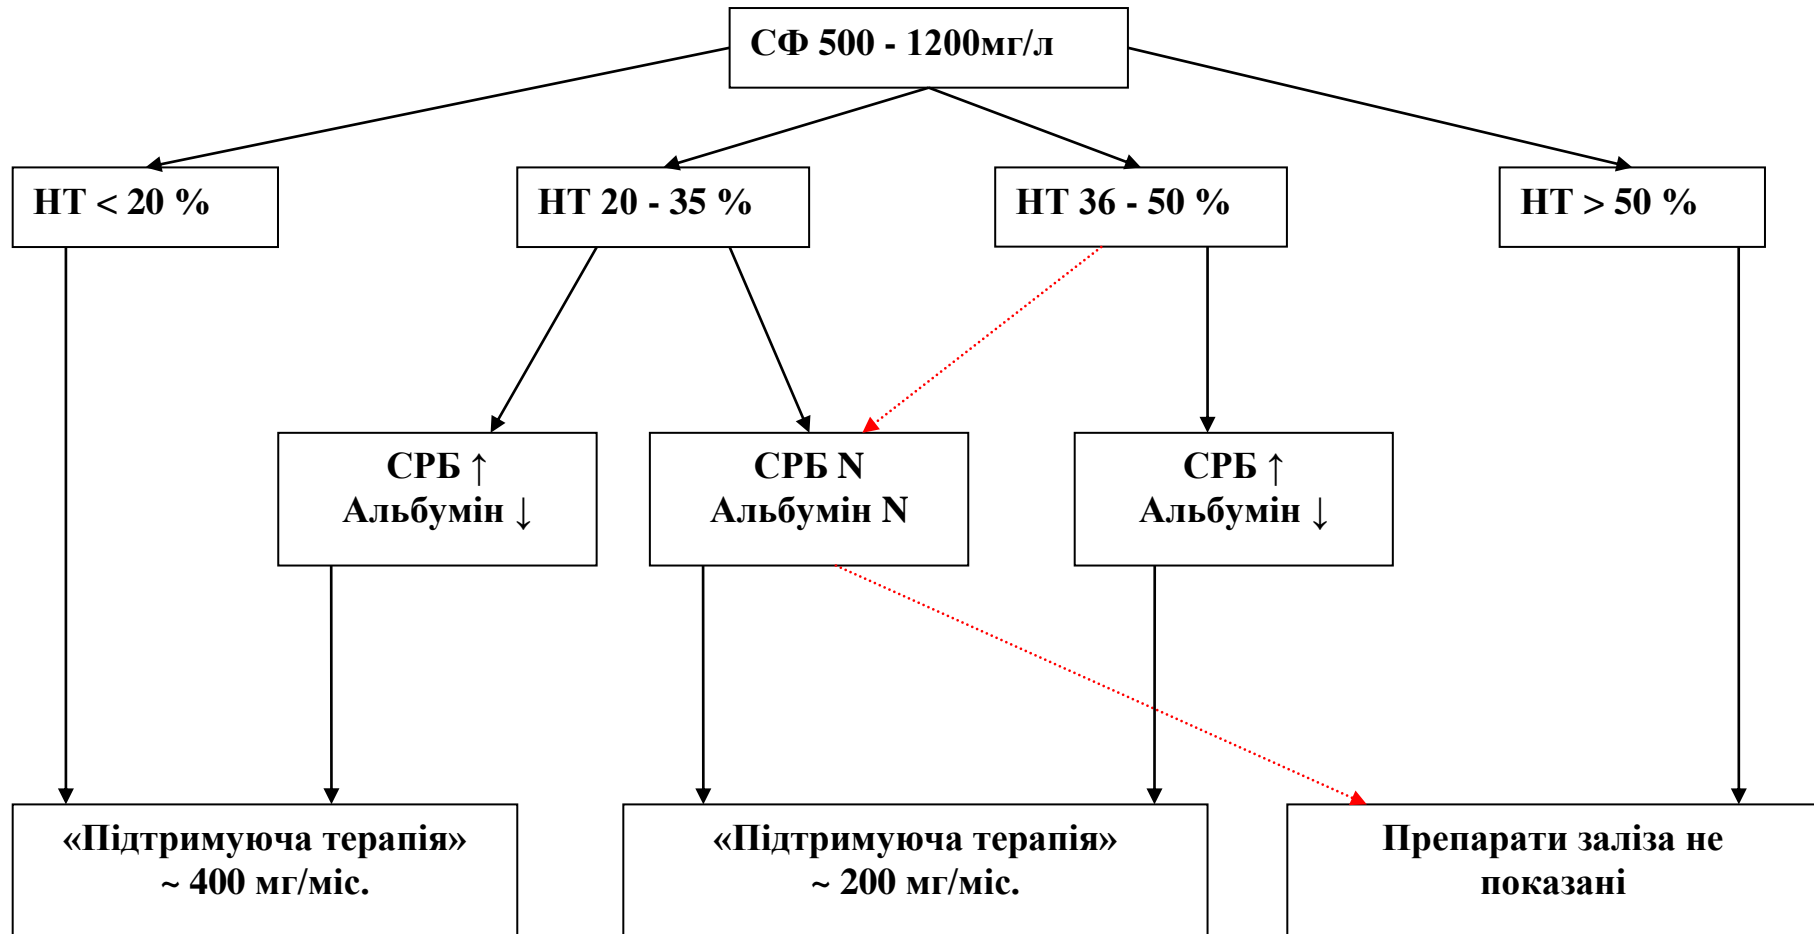 СФ 500 - 1200мг/л
НТ < 20 %
НТ 20 - 35 %
НТ 36 - 50 %
НТ > 50 %
СРБ ↑
Альбумін ↓
СРБ N
Альбумін N
СРБ ↑
Альбумін ↓
«Підтримуюча терапія»
~ 400 мг/міс.
«Підтримуюча терапія»
~ 200 мг/міс.
Препарати заліза не
показані